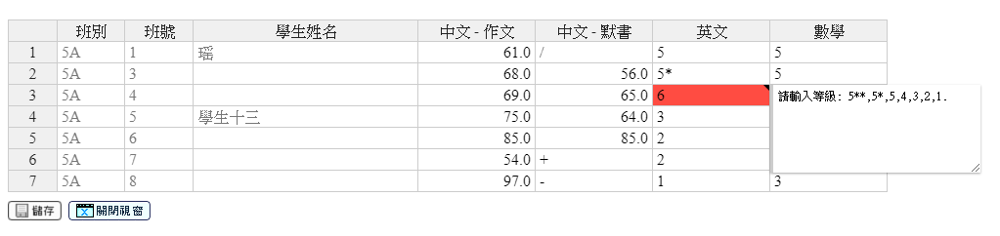 班別 班號 學生姓名 中文 - 作文 中文 - 默書 英文 數學
1 5A 1 瑶 61.0 / 5 5
2 5A 3 68.0 56.0 5* 5
3 5A 4 69.0 65.0 6 請輸入等級: 5**,5*,5,4,3,2,1.
4 5A 5 學生十三 75.0 64.0 3
5 5A 6 85.0 85.0 2
6 5A 7 54.0 + 2
7 5A 8 97.0 - 1 3
儲存 關閉視窗